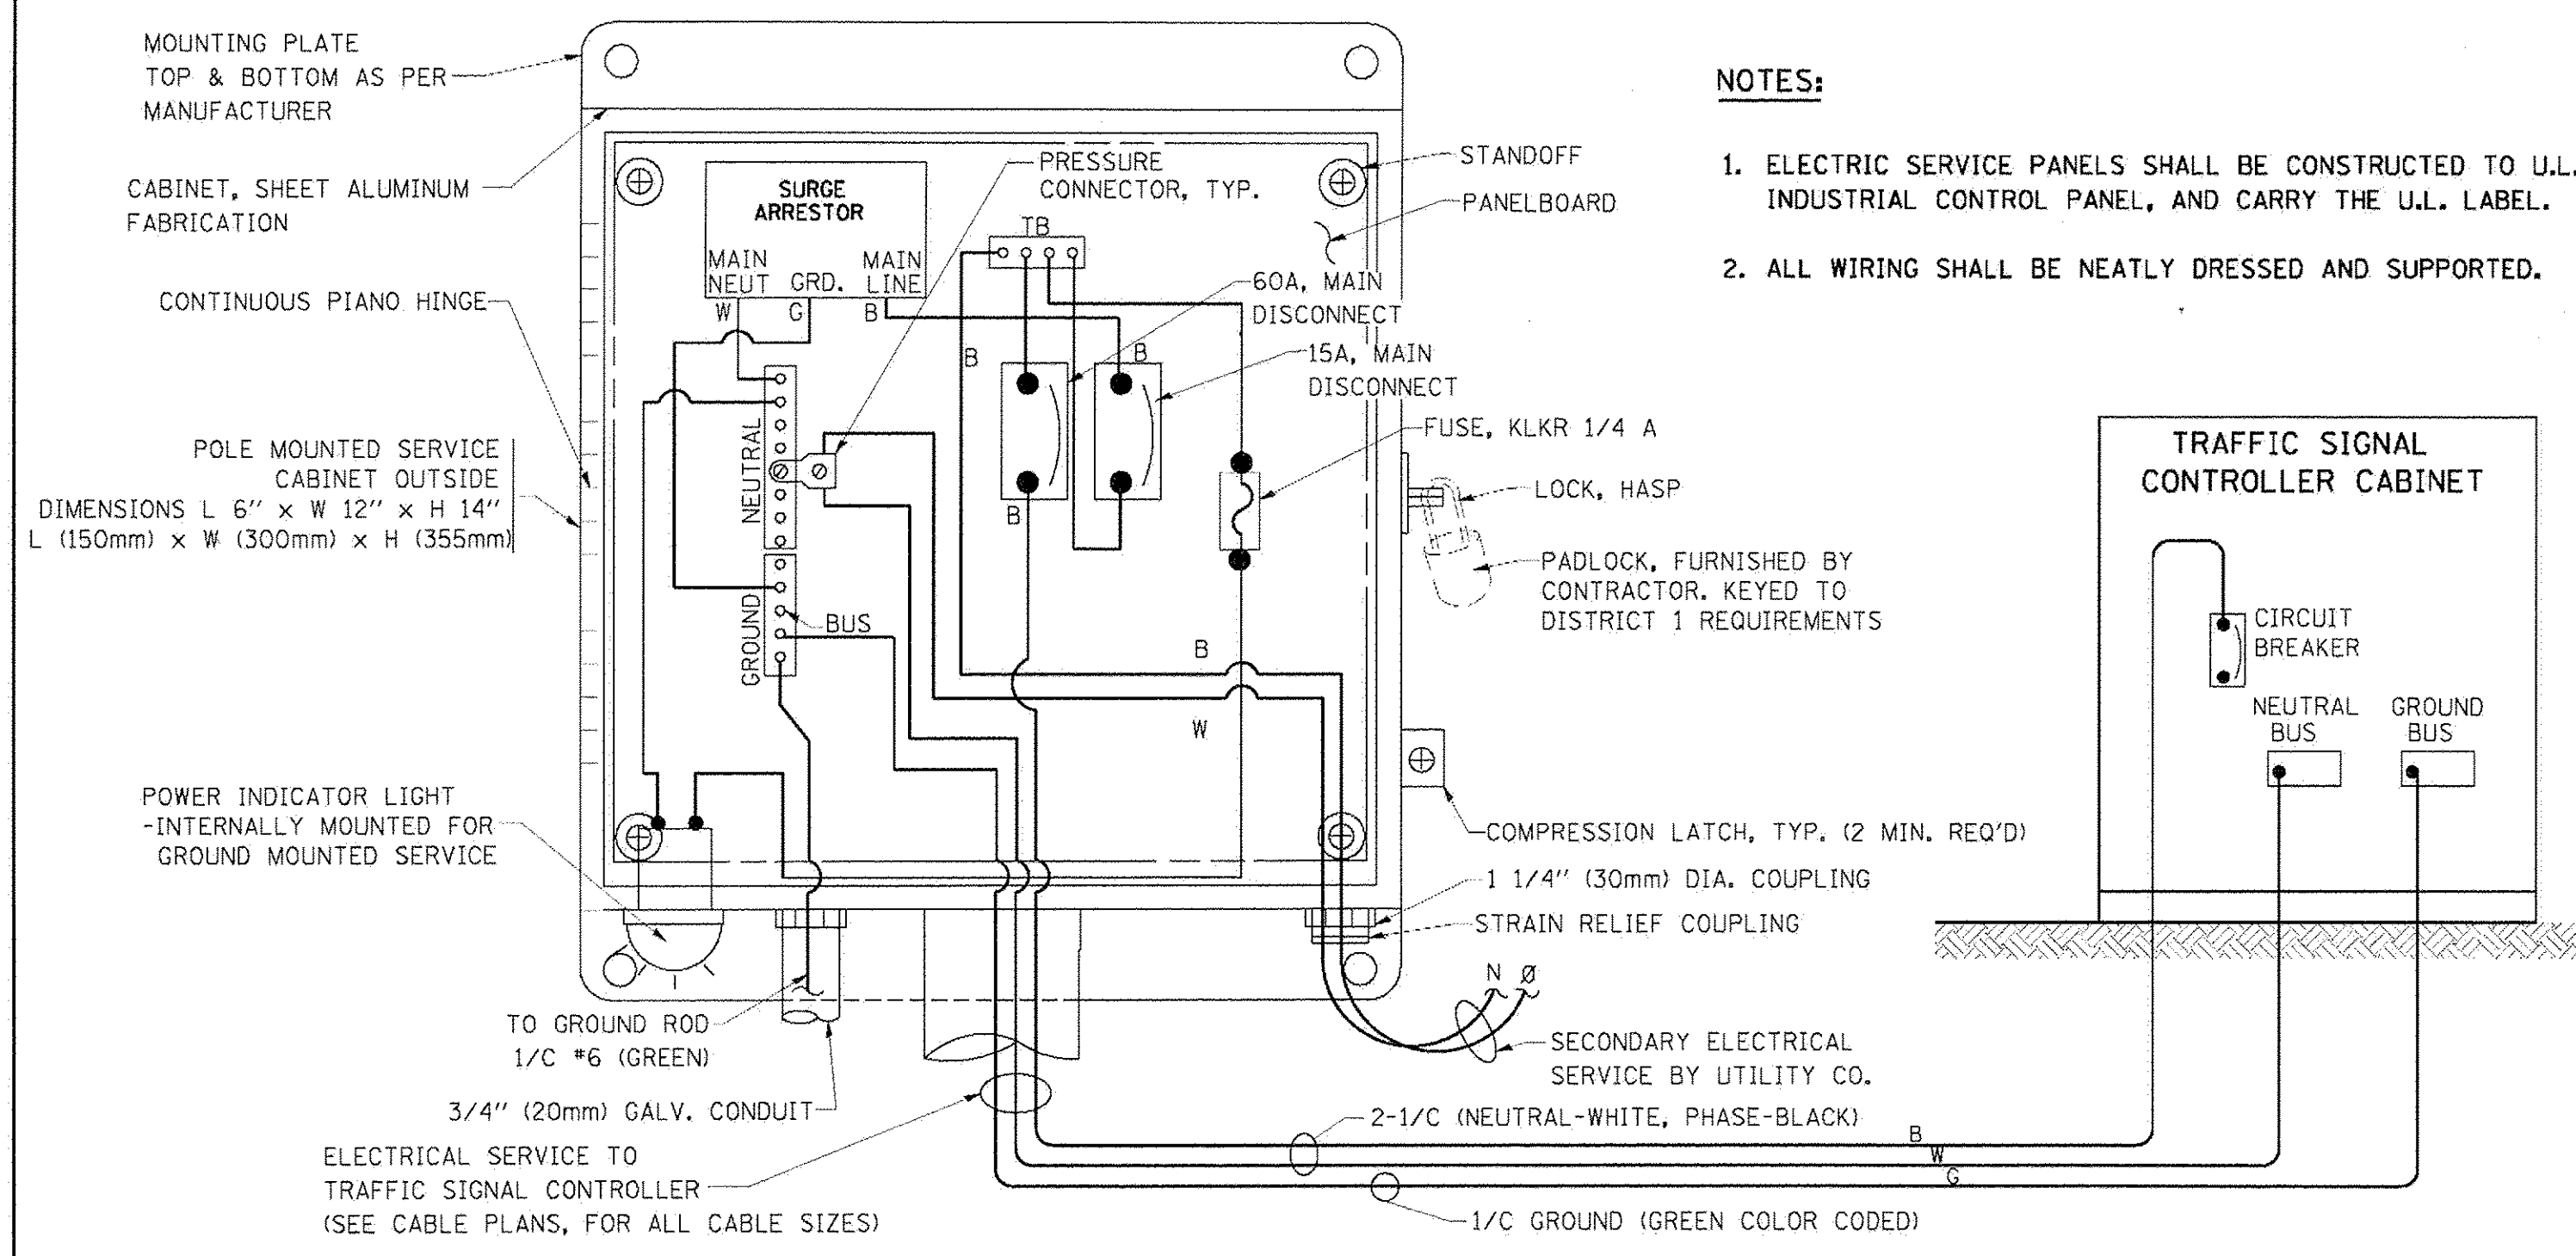 MOUNTING PLATE
TOP & BOTTOM AS PER
MANUFACTURER
CABINET, SHEET ALUMINUM
FABRICATION
CONTINUOUS PIANO HINGE
POLE MOUNTED SERVICE
CABINET OUTSIDE
DIMENSIONS L 6" x W 12" x H 14"
L (150mm) x W (300mm) x H (355mm)
POWER INDICATOR LIGHT
-INTERNALLY MOUNTED FOR
GROUND MOUNTED SERVICE
SURGE
ARRESTOR
MAIN
NEUT
GRD.
MAIN
LINE
W
G
B
PRESSURE
CONNECTOR, TYP.
TB
STANDOFF
PANELBOARD
60A, MAIN
DISCONNECT
15A, MAIN
DISCONNECT
B
B
B
FUSE, KLKR 1/4 A
LOCK, HASP
PADLOCK, FURNISHED BY
CONTRACTOR. KEYED TO
DISTRICT 1 REQUIREMENTS
NEUTRAL
GROUND
BUS
B
W
COMPRESSION LATCH, TYP. (2 MIN. REQ'D)
1 1/4" (30mm) DIA. COUPLING
STRAIN RELIEF COUPLING
N Ø
SECONDARY ELECTRICAL
SERVICE BY UTILITY CO.
TO GROUND ROD
1/C #6 (GREEN)
3/4" (20mm) GALV. CONDUIT
ELECTRICAL SERVICE TO
TRAFFIC SIGNAL CONTROLLER
(SEE CABLE PLANS, FOR ALL CABLE SIZES)
2-1/C (NEUTRAL-WHITE, PHASE-BLACK)
B
W
G
1/C GROUND (GREEN COLOR CODED)
NOTES:
1. ELECTRIC SERVICE PANELS SHALL BE CONSTRUCTED TO U.L.
INDUSTRIAL CONTROL PANEL, AND CARRY THE U.L. LABEL.
2. ALL WIRING SHALL BE NEATLY DRESSED AND SUPPORTED.
TRAFFIC SIGNAL
CONTROLLER CABINET
CIRCUIT
BREAKER
NEUTRAL
BUS
GROUND
BUS